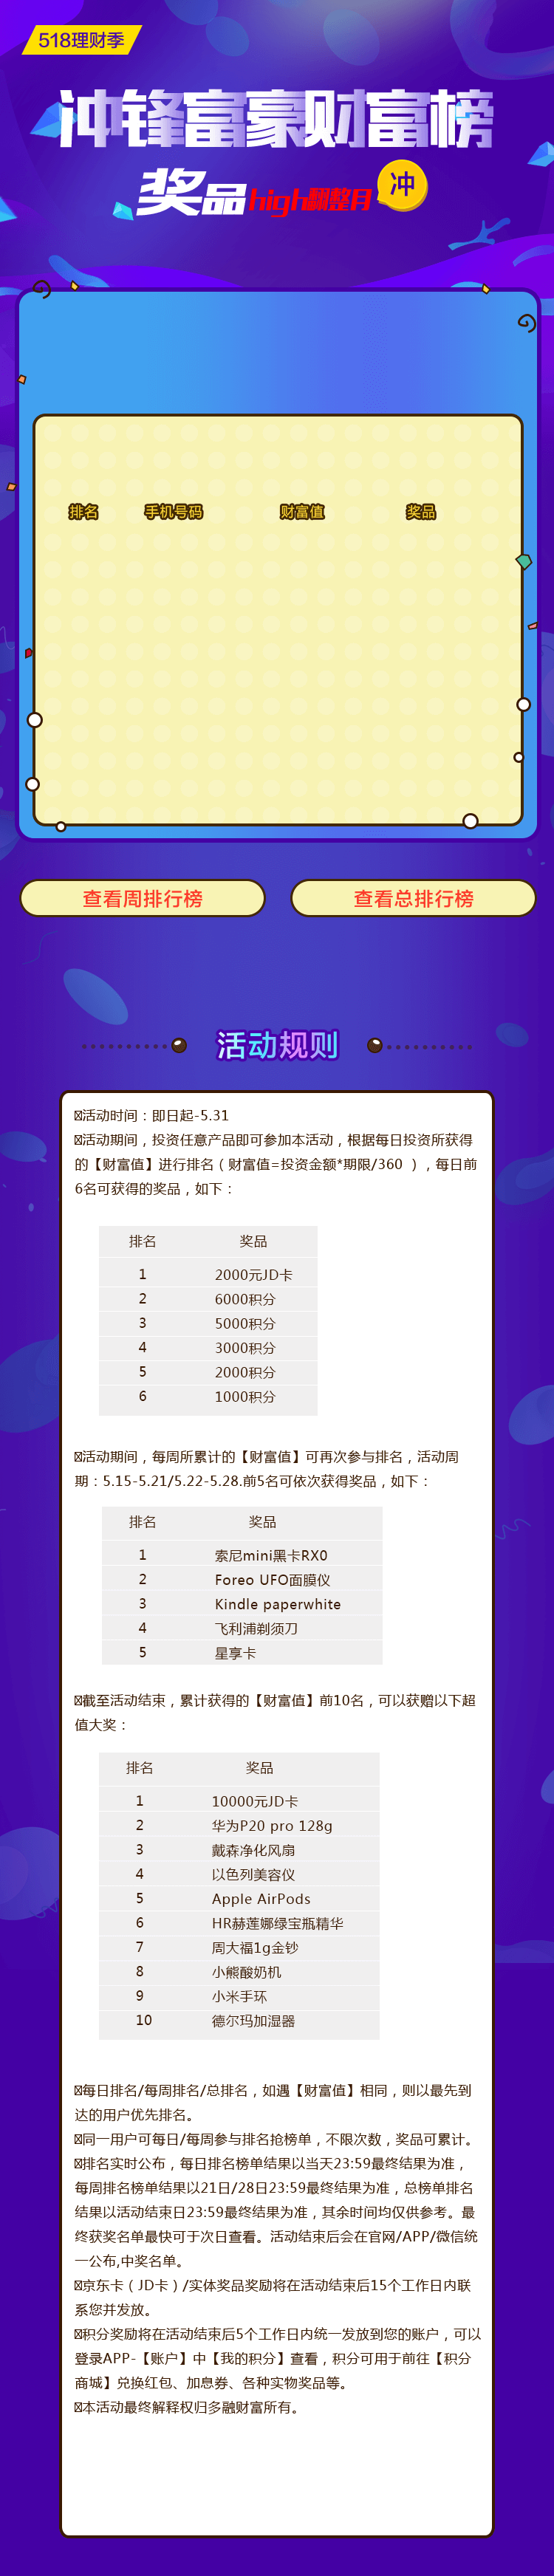 518理财季
冲锋富豪财富榜
奖品high翻整月 冲
排名 手机号码 财富值 奖品
查看周排行榜 查看总排行榜
活动规则
活动时间：即日起-5.31
活动期间，投资任意产品即可参加本活动，根据每日投资所获得
的【财富值】进行排名（财富值=投资金额*期限/360 ），每日前
6名可获得的奖品，如下：
排名 奖品
1 2000元JD卡
2 6000积分
3 5000积分
4 3000积分
5 2000积分
6 1000积分
活动期间，每周所累计的【财富值】可再次参与排名，活动周
期：5.15-5.21/5.22-5.28.前5名可依次获得奖品，如下：
排名 奖品
1 索尼mini黑卡RX0
2 Foreo UFO面膜仪
3 Kindle paperwhite
4 飞利浦剃须刀
5 星享卡
截至活动结束，累计获得的【财富值】前10名，可以获赠以下超
值大奖：
排名 奖品
1 10000元JD卡
2 华为P20 pro 128g
3 戴森净化风扇
4 以色列美容仪
5 Apple AirPods
6 HR赫莲娜绿宝瓶精华
7 周大福1g金钞
8 小熊酸奶机
9 小米手环
10 德尔玛加湿器
每日排名/每周排名/总排名，如遇【财富值】相同，则以最先到
达的用户优先排名。
同一用户可每日/每周参与排名抢榜单，不限次数，奖品可累计。
排名实时公布，每日排名榜单结果以当天23:59最终结果为准，
每周排名榜单结果以21日/28日23:59最终结果为准，总榜单排名
结果以活动结束日23:59最终结果为准，其余时间均仅供参考。最
终获奖名单最快可于次日查看。活动结束后会在官网/APP/微信统
一公布,中奖名单。
京东卡（JD卡）/实体奖品奖励将在活动结束后15个工作日内联
系您并发放。
积分奖励将在活动结束后5个工作日内统一发放到您的账户，可以
登录APP-【账户】中【我的积分】查看，积分可用于前往【积分
商城】兑换红包、加息券、各种实物奖品等。
本活动最终解释权归多融财富所有。